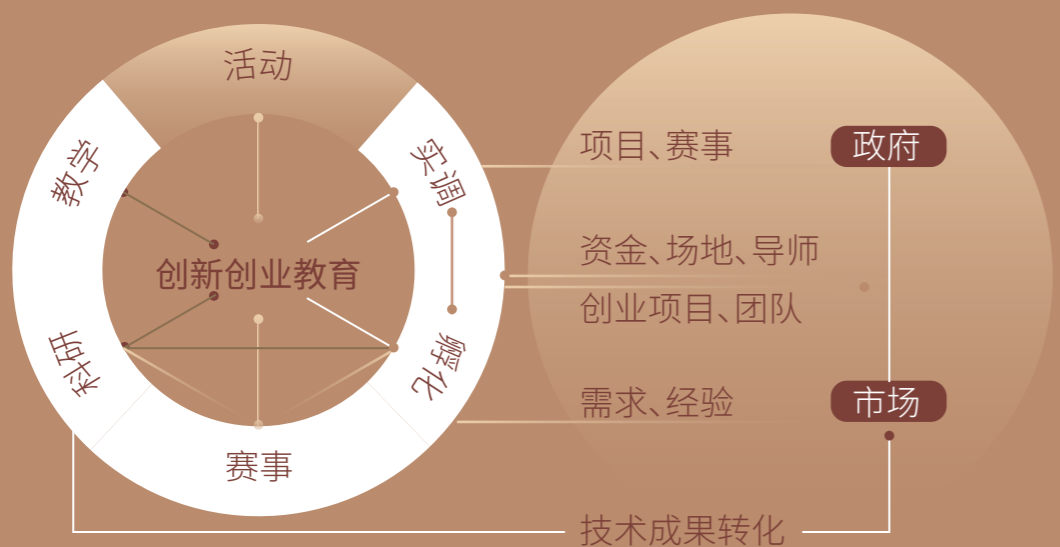 活动
教学
实调
创新创业教育
科研
孵化
赛事
项目、赛事
政府
资金、场地、导师
创业项目、团队
需求、经验
市场
技术成果转化